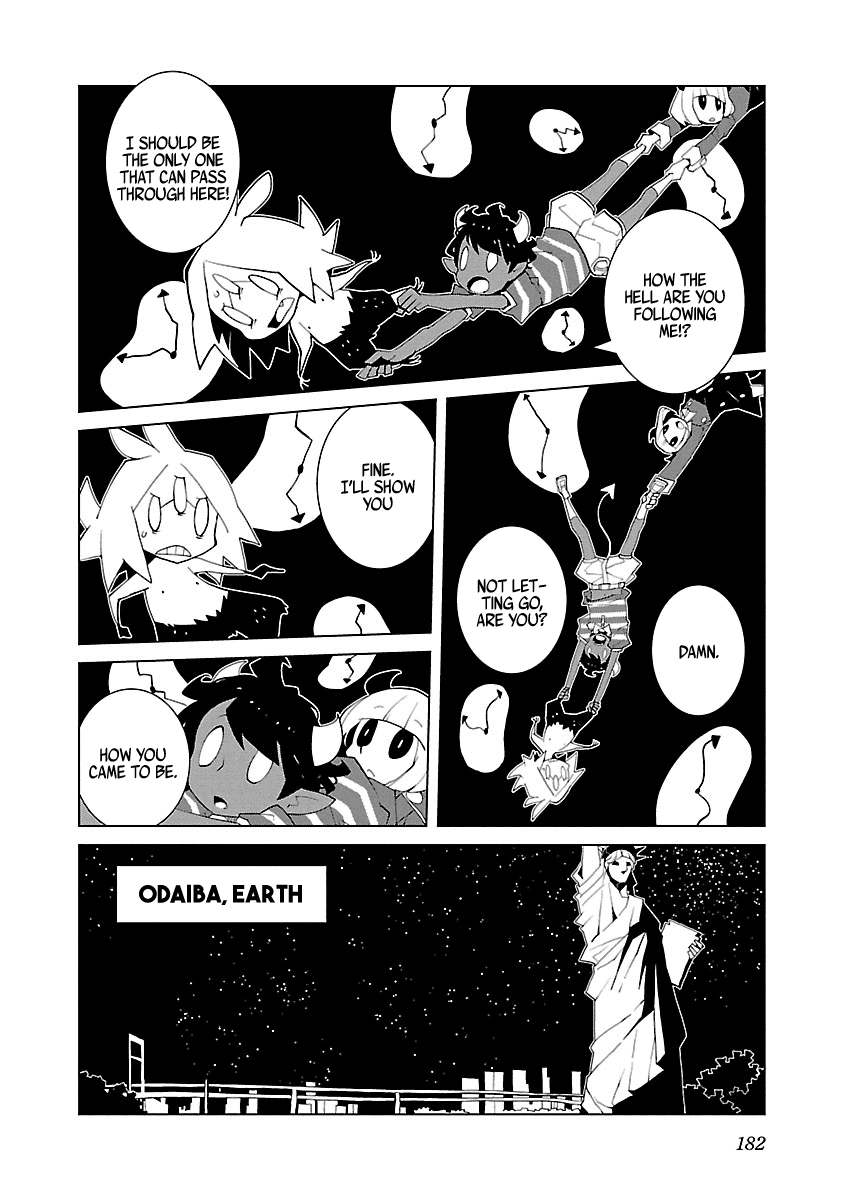 HOW THE
HELL ARE YOU
FOLLOWING
ME!?
I SHOULD BE
THE ONLY ONE
THAT CAN PASS
THROUGH HERE!
DAMN.
NOT LET-
TING GO,
ARE YOU?
FINE.
I'LL SHOW
YOU
HOW YOU
CAME TO BE.
ODAIBA, EARTH
182